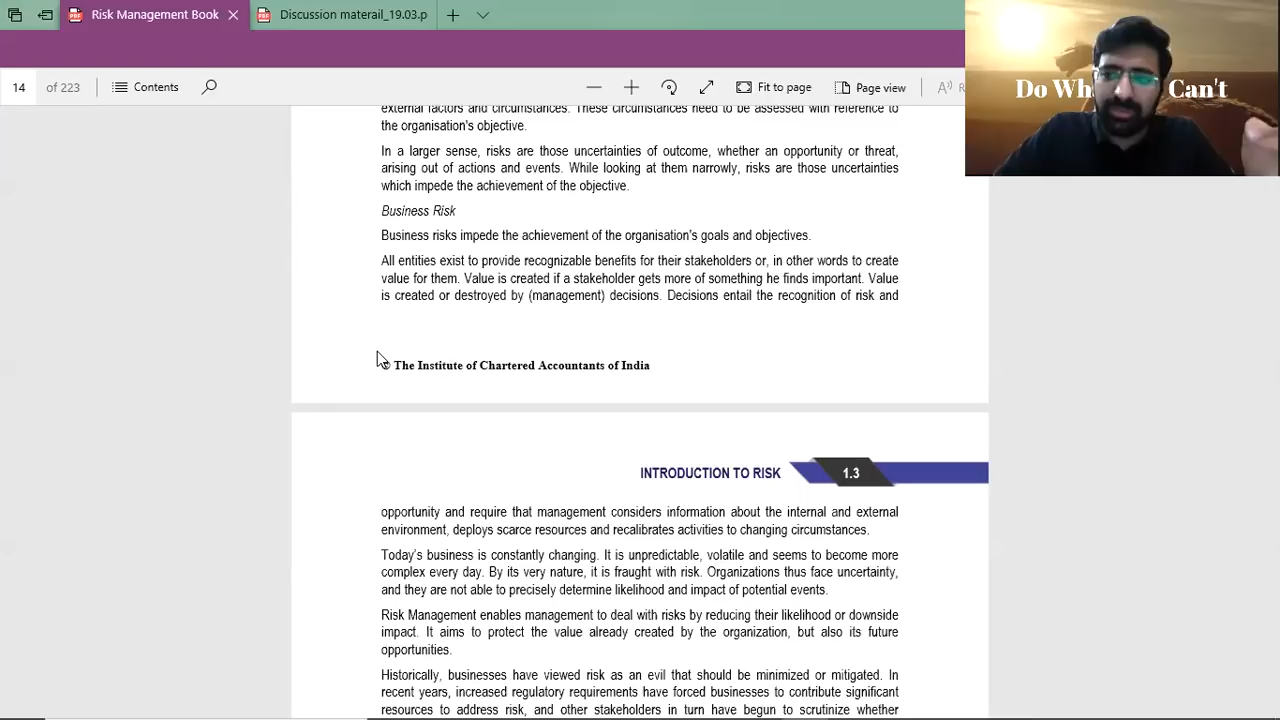 Risk Management Book
Discussion materail_19.03.p
14 of 223 Contents Fit to page Page view
Do Wh Can't
external factors and circumstances. These circumstances need to be assessed with reference to
the organisation's objective.
In a larger sense, risks are those uncertainties of outcome, whether an opportunity or threat,
arising out of actions and events. While looking at them narrowly, risks are those uncertainties
which impede the achievement of the objective.
Business Risk
Business risks impede the achievement of the organisation's goals and objectives.
All entities exist to provide recognizable benefits for their stakeholders or, in other words to create
value for them. Value is created if a stakeholder gets more of something he finds important. Value
is created or destroyed by (management) decisions. Decisions entail the recognition of risk and
© The Institute of Chartered Accountants of India
INTRODUCTION TO RISK 1.3
opportunity and require that management considers information about the internal and external
environment, deploys scarce resources and recalibrates activities to changing circumstances.
Today's business is constantly changing. It is unpredictable, volatile and seems to become more
complex every day. By its very nature, it is fraught with risk. Organizations thus face uncertainty,
and they are not able to precisely determine likelihood and impact of potential events.
Risk Management enables management to deal with risks by reducing their likelihood or downside
impact. It aims to protect the value already created by the organization, but also its future
opportunities.
Historically, businesses have viewed risk as an evil that should be minimized or mitigated. In
recent years, increased regulatory requirements have forced businesses to contribute significant
resources to address risk, and other stakeholders in turn have begun to scrutinize whether